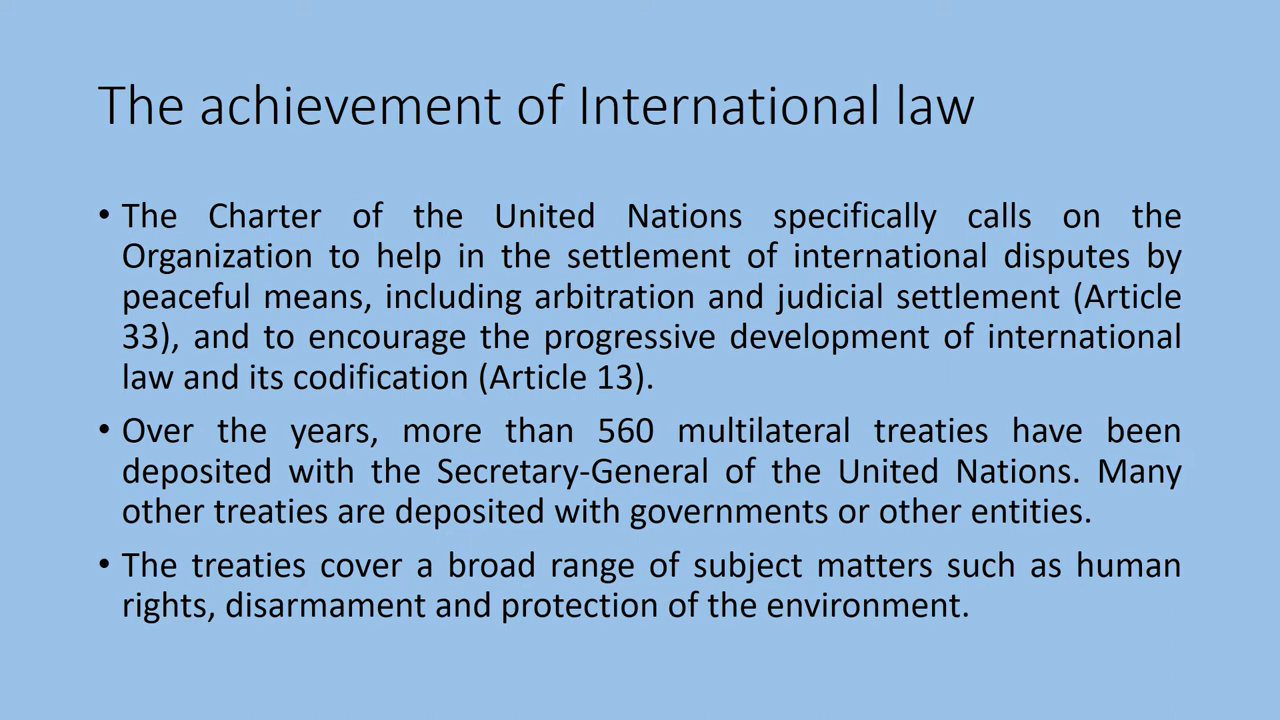 The achievement of International law
• The Charter of the United Nations specifically calls on the
Organization to help in the settlement of international disputes by
peaceful means, including arbitration and judicial settlement (Article
33), and to encourage the progressive development of international
law and its codification (Article 13).
• Over the years, more than 560 multilateral treaties have been
deposited with the Secretary-General of the United Nations. Many
other treaties are deposited with governments or other entities.
• The treaties cover a broad range of subject matters such as human
rights, disarmament and protection of the environment.